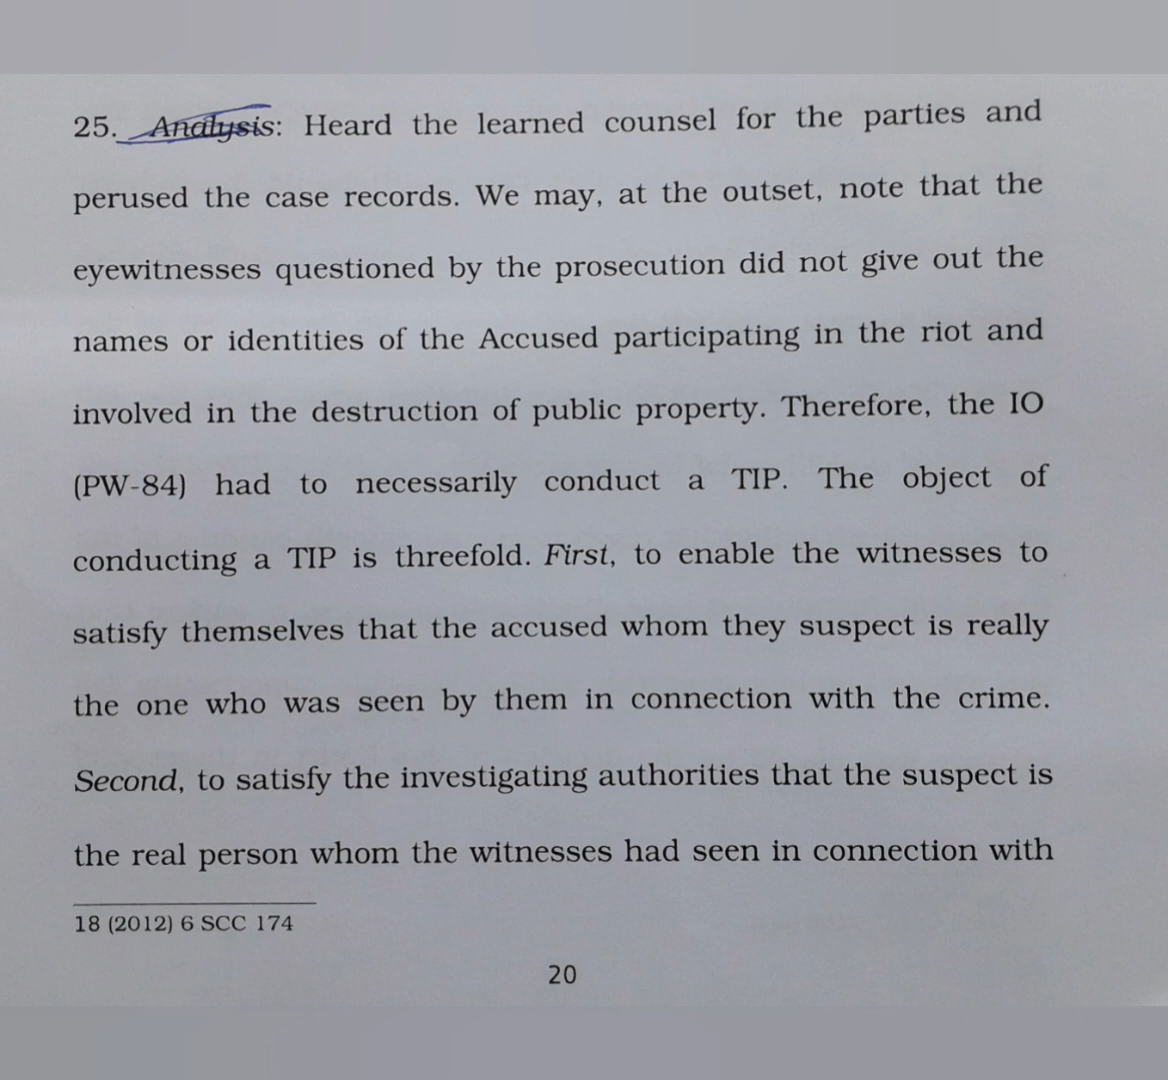 25. Analysis: Heard the learned counsel for the parties and
perused the case records. We may, at the outset, note that the
eyewitnesses questioned by the prosecution did not give out the
names or identities of the Accused participating in the riot and
involved in the destruction of public property. Therefore, the IO
(PW-84) had to necessarily conduct a TIP. The object of
conducting a TIP is threefold. First, to enable the witnesses to
satisfy themselves that the accused whom they suspect is really
the one who was seen by them in connection with the crime.
Second, to satisfy the investigating authorities that the suspect is
the real person whom the witnesses had seen in connection with
18 (2012) 6 SCC 174
20